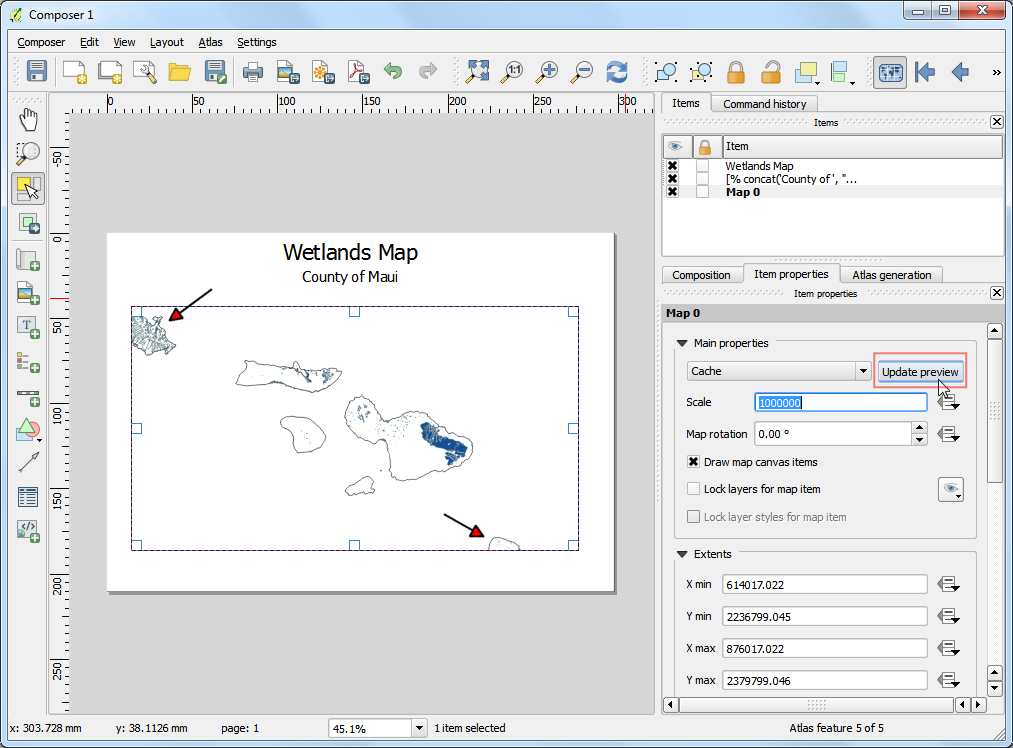 Composer 1
Composer Edit View Layout Atlas Settings
1:1
»
0 50 100 150 200 250 300
-50
0
50
100
150
200
250
T
Wetlands Map
County of Maui
Items Command history
Items
Item
Wetlands Map
[% concat('County of ', "...
Map 0
Composition Item properties Atlas generation
Item properties
Map 0
Main properties
Cache Update preview
Scale 1000000
Map rotation 0.00 °
Draw map canvas items
Lock layers for map item
Lock layer styles for map item
Extents
X min 614017.022
Y min 2236799.045
X max 876017.022
Y max 2379799.046
x: 303.728 mm y: 38.1126 mm page: 1 45.1% 1 item selected Atlas feature 5 of 5